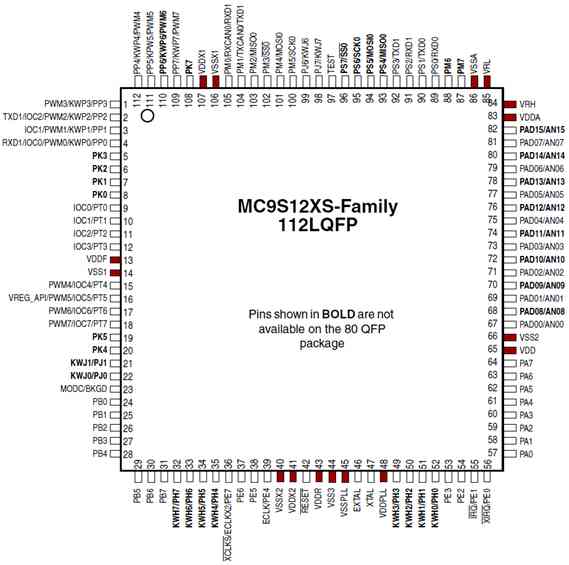 PP4/KWP4/PWM4
PP5/KPW5/PWM5
PP6/KWP6/PWM6
PP7/KWP7/PWM7
PK7
VDDX1
VSSX1
PM0/RXCAN0/RXD1
PM1/TXCAN0/TXD1
PM2/MISO0
PM3/SS0
PM4/MOSI0
PM5/SCK0
PJ6/KWJ6
PJ7/KWJ7
TEST
PS7/SS0
PS6/SCK0
PS5/MOSI0
PS4/MISO0
PS3/TXD1
PS2/RXD1
PS1/TXD0
PS0/RXD0
PM6
PM7
VSSA
VRL
112 111 110 109 108 107 106 105 104 103 102 101 100 99 98 97 96 95 94 93 92 91 90 89 88 87 86 85
PWM3/KWP3/PP3 1 84 VRH
TXD1/IOC2/PWM2/KWP2/PP2 2 83 VDDA
IOC1/PWM1/KWP1/PP1 3 82 PAD15/AN15
RXD1/IOC0/PWM0/KWP0/PP0 4 81 PAD07/AN07
PK3 5 80 PAD14/AN14
PK2 6 79 PAD06/AN06
PK1 7 78 PAD13/AN13
PK0 8 77 PAD05/AN05
IOC0/PT0 9 76 PAD12/AN12
IOC1/PT1 10 75 PAD04/AN04
IOC2/PT2 11 74 PAD11/AN11
IOC3/PT3 12 73 PAD03/AN03
VDDF 13 72 PAD10/AN10
VSS1 14 71 PAD02/AN02
PWM4/IOC4/PT4 15 70 PAD09/AN09
VREG_API/PWM5/IOC5/PT5 16 69 PAD01/AN01
PWM6/IOC6/PT6 17 68 PAD08/AN08
PWM7/IOC7/PT7 18 67 PAD00/AN00
PK5 19 66 VSS2
PK4 20 65 VDD
KWJ1/PJ1 21 64 PA7
KWJ0/PJ0 22 63 PA6
MODC/BKGD 23 62 PA5
PB0 24 61 PA4
PB1 25 60 PA3
PB2 26 59 PA2
PB3 27 58 PA1
PB4 28 57 PA0
MC9S12XS-Family
112LQFP
Pins shown in BOLD are not
available on the 80 QFP
package
29 30 31 32 33 34 35 36 37 38 39 40 41 42 43 44 45 46 47 48 49 50 51 52 53 54 55 56
PB5
PB6
PB7
KWH7/PH7
KWH6/PH6
KWH5/PH5
KWH4/PH4
XCLKS/ECLKX2/PE7
PE6
PE5
ECLK/PE4
VSSX2
VDDX2
RESET
VDDR
VSS3
VSSPLL
EXTAL
XTAL
VDDPLL
KWH3/PH3
KWH2/PH2
KWH1/PH1
KWH0/PH0
PE3
PE2
IRQ/PE1
XIRQ/PE0